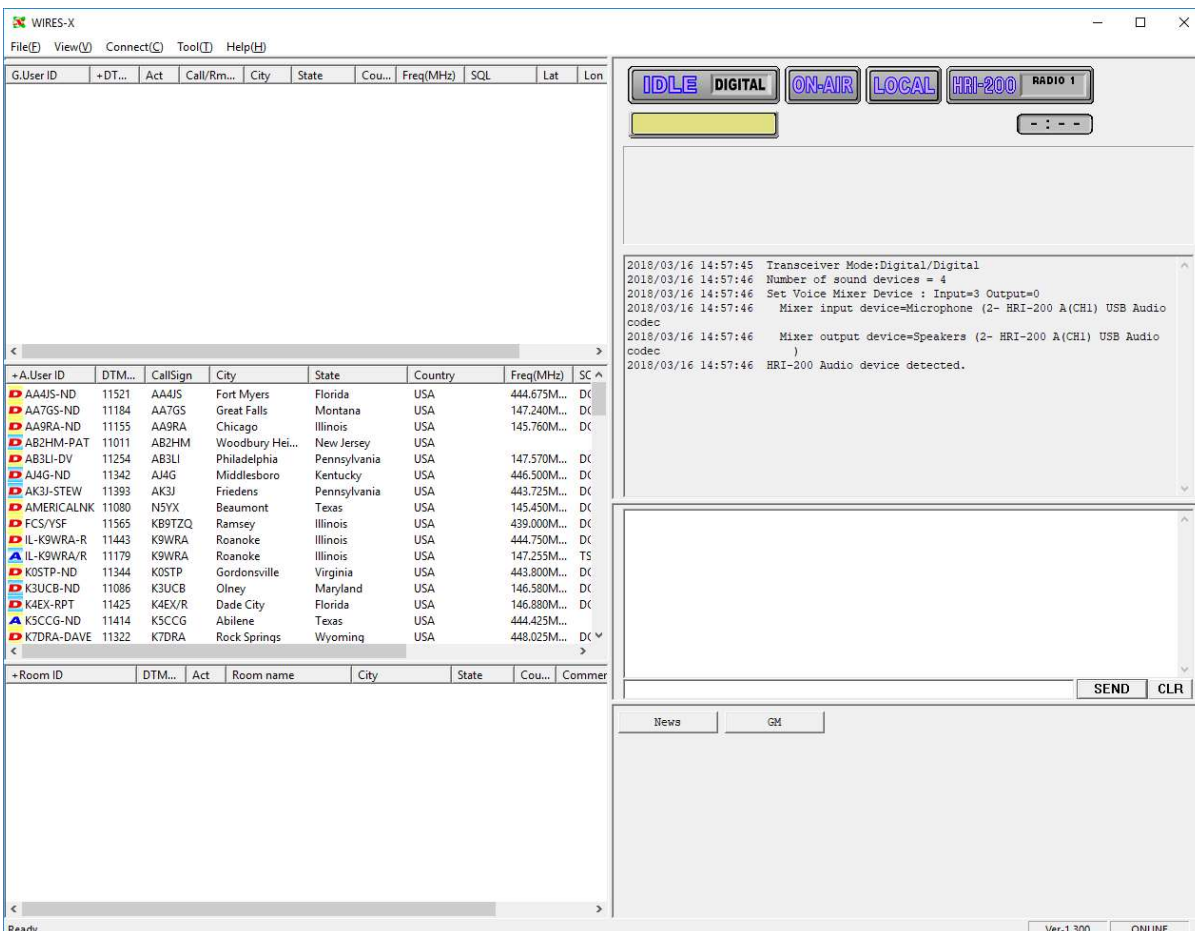 WIRES-X
File(F) View(V) Connect(C) Tool(T) Help(H)
G.User ID +DT... Act Call/Rm... City State Cou... Freq(MHz) SQL Lat Lon
IDLE DIGITAL ON-AIR LOCAL HRI-200 RADIO 1
- : - -
2018/03/16 14:57:45 Transceiver Mode:Digital/Digital
2018/03/16 14:57:46 Number of sound devices = 4
2018/03/16 14:57:46 Set Voice Mixer Device : Input=3 Output=0
2018/03/16 14:57:46 Mixer input device=Microphone (2- HRI-200 A(CH1) USB Audio
codec
2018/03/16 14:57:46 Mixer output device=Speakers (2- HRI-200 A(CH1) USB Audio
codec )
2018/03/16 14:57:46 HRI-200 Audio device detected.
+A.User ID DTM... CallSign City State Country Freq(MHz) SC
D AA4JS-ND 11521 AA4JS Fort Myers Florida USA 444.675M... D(
D AA7GS-ND 11184 AA7GS Great Falls Montana USA 147.240M... D(
D AA9RA-ND 11155 AA9RA Chicago Illinois USA 145.760M... D(
D AB2HM-PAT 11011 AB2HM Woodbury Hei... New Jersey USA
D AB3LI-DV 11254 AB3LI Philadelphia Pennsylvania USA 147.570M... D(
D AJ4G-ND 11342 AJ4G Middlesboro Kentucky USA 446.500M... D(
D AK3J-STEW 11393 AK3J Friedens Pennsylvania USA 443.725M... D(
D AMERICALNK 11080 N5YX Beaumont Texas USA 145.450M... D(
D FCS/YSF 11565 KB9TZQ Ramsey Illinois USA 439.000M... D(
D IL-K9WRA-R 11443 K9WRA Roanoke Illinois USA 444.750M... D(
A IL-K9WRA/R 11179 K9WRA Roanoke Illinois USA 147.255M... TS
D K0STP-ND 11344 K0STP Gordonsville Virginia USA 443.800M... D(
D K3UCB-ND 11086 K3UCB Olney Maryland USA 146.580M... D(
D K4EX-RPT 11425 K4EX/R Dade City Florida USA 146.880M... D(
A K5CCG-ND 11414 K5CCG Abilene Texas USA 444.425M...
D K7DRA-DAVE 11322 K7DRA Rock Springs Wyoming USA 448.025M... D(
+Room ID DTM... Act Room name City State Cou... Commer
SEND CLR
News GM
Ready Ver-1.300 ONLINE